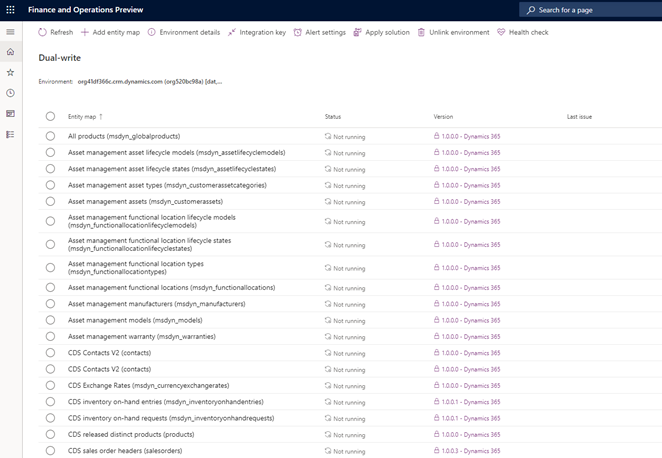 Finance and Operations Preview
Search for a page
Refresh Add entity map Environment details Integration key Alert settings Apply solution Unlink environment Health check
Dual-write
Environment: org41df366c.crm.dynamics.com (org520bc98a) [dat,...
Entity map ↑ Status Version Last issue
All products (msdyn_globalproducts) Not running 1.0.0.0 - Dynamics 365
Asset management asset lifecycle models (msdyn_assetlifecyclemodels) Not running 1.0.0.0 - Dynamics 365
Asset management asset lifecycle states (msdyn_assetlifecyclestates) Not running 1.0.0.0 - Dynamics 365
Asset management asset types (msdyn_customerassetcategories) Not running 1.0.0.0 - Dynamics 365
Asset management assets (msdyn_customerassets) Not running 1.0.0.0 - Dynamics 365
Asset management functional location lifecycle models
(msdyn_functionallocationlifecyclemodels) Not running 1.0.0.0 - Dynamics 365
Asset management functional location lifecycle states
(msdyn_functionallocationlifecyclestates) Not running 1.0.0.0 - Dynamics 365
Asset management functional location types
(msdyn_functionallocationtypes) Not running 1.0.0.0 - Dynamics 365
Asset management functional locations (msdyn_functionallocations) Not running 1.0.0.0 - Dynamics 365
Asset management manufacturers (msdyn_manufacturers) Not running 1.0.0.0 - Dynamics 365
Asset management models (msdyn_models) Not running 1.0.0.0 - Dynamics 365
Asset management warranty (msdyn_warranties) Not running 1.0.0.0 - Dynamics 365
CDS Contacts V2 (contacts) Not running 1.0.0.0 - Dynamics 365
CDS Contacts V2 (contacts) Not running 1.0.0.0 - Dynamics 365
CDS Exchange Rates (msdyn_currencyexchangerates) Not running 1.0.0.0 - Dynamics 365
CDS inventory on-hand entries (msdyn_inventoryonhandentries) Not running 1.0.0.1 - Dynamics 365
CDS inventory on-hand requests (msdyn_inventoryonhandrequests) Not running 1.0.0.1 - Dynamics 365
CDS released distinct products (products) Not running 1.0.0.0 - Dynamics 365
CDS sales order headers (salesorders) Not running 1.0.0.3 - Dynamics 365